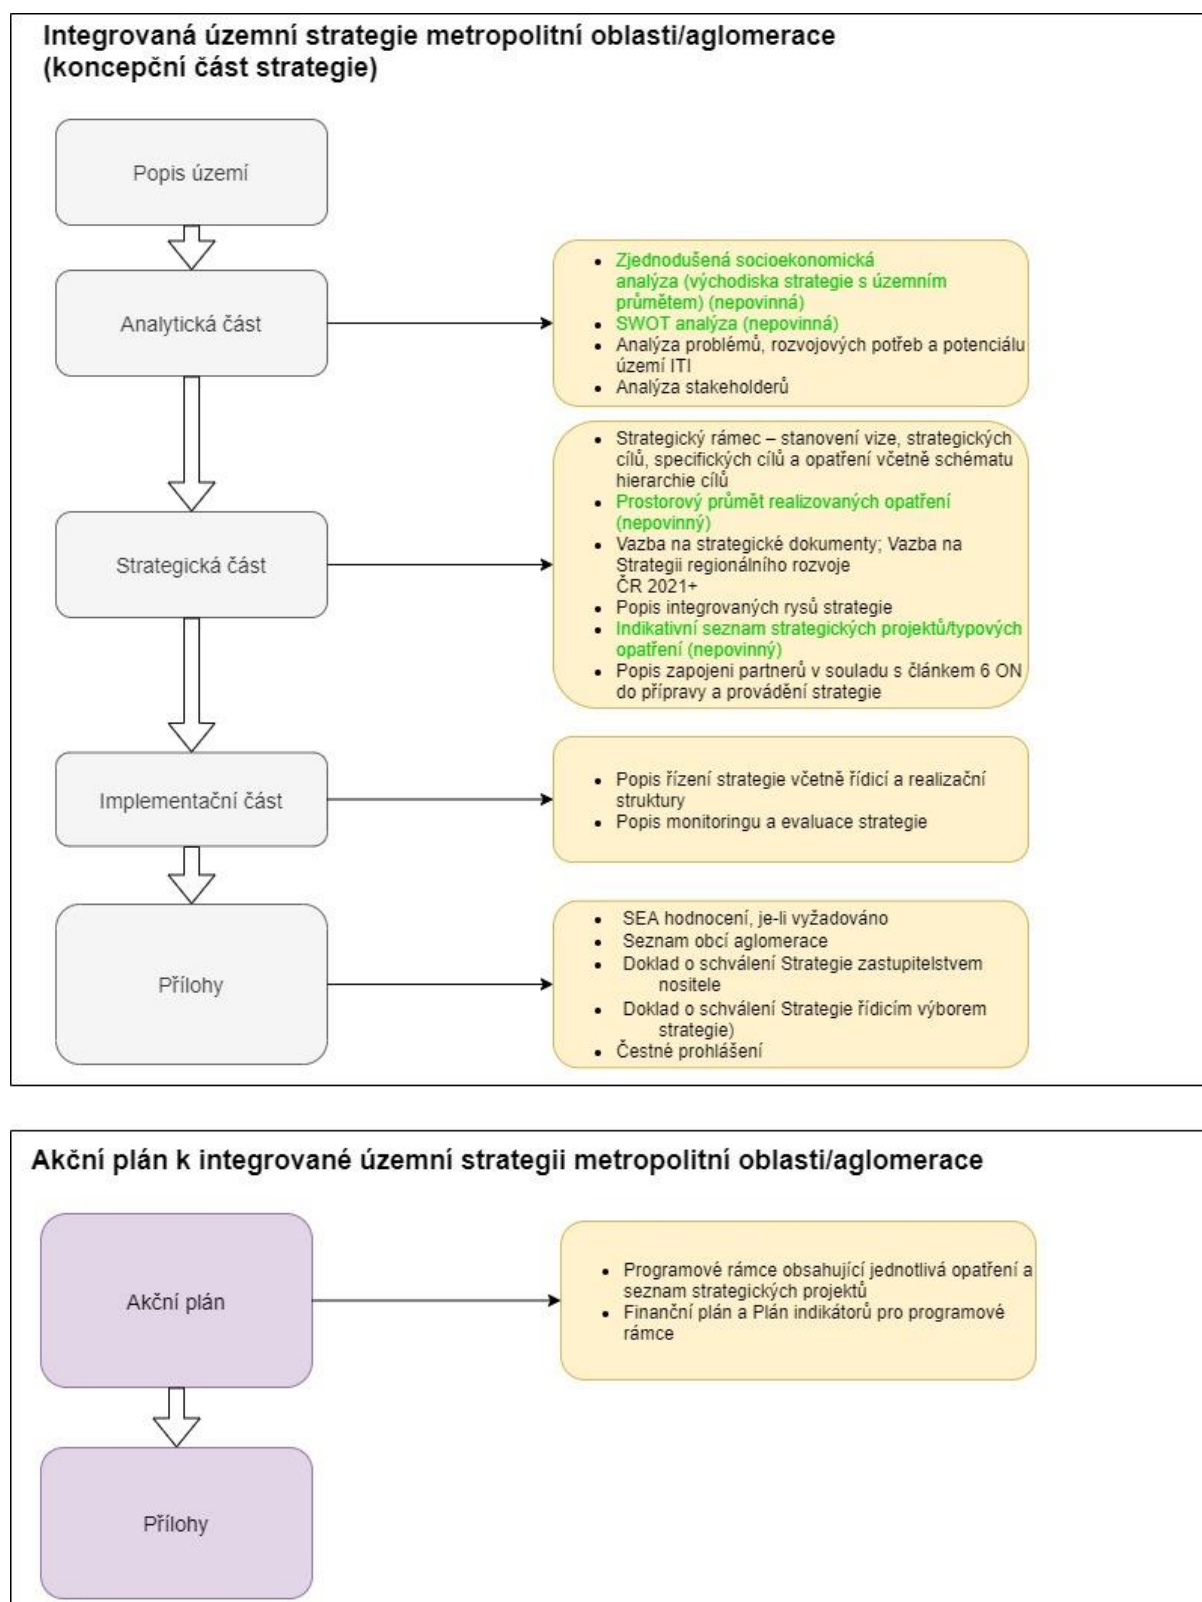 Integrovaná územní strategie metropolitní oblasti/aglomerace
(koncepční část strategie)
Popis území
Analytická část
• Zjednodušená socioekonomická
analýza (východiska strategie s územním
průmětem) (nepovinná)
• SWOT analýza (nepovinná)
• Analýza problémů, rozvojových potřeb a potenciálu
území ITI
• Analýza stakeholderů
Strategická část
• Strategický rámec – stanovení vize, strategických
cílů, specifických cílů a opatření včetně schématu
hierarchie cílů
• Prostorový průmět realizovaných opatření
(nepovinný)
• Vazba na strategické dokumenty; Vazba na
Strategii regionálního rozvoje
ČR 2021+
• Popis integrovaných rysů strategie
• Indikativní seznam strategických projektů/typových
opatření (nepovinný)
• Popis zapojeni partnerů v souladu s článkem 6 ON
do přípravy a provádění strategie
Implementační část
• Popis řízení strategie včetně řídicí a realizační
struktury
• Popis monitoringu a evaluace strategie
Přílohy
• SEA hodnocení, je-li vyžadováno
• Seznam obcí aglomerace
• Doklad o schválení Strategie zastupitelstvem
nositele
• Doklad o schválení Strategie řídicím výborem
strategie)
• Čestné prohlášení
Akční plán k integrované územní strategii metropolitní oblasti/aglomerace
Akční plán
• Programové rámce obsahující jednotlivá opatření a
seznam strategických projektů
• Finanční plán a Plán indikátorů pro programové
rámce
Přílohy